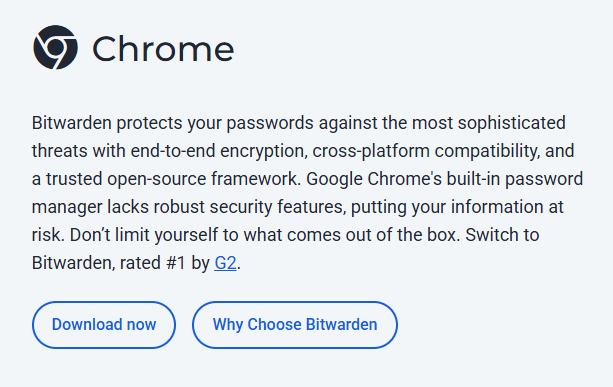 Chrome
Bitwarden protects your passwords against the most sophisticated
threats with end-to-end encryption, cross-platform compatibility, and
a trusted open-source framework. Google Chrome's built-in password
manager lacks robust security features, putting your information at
risk. Don’t limit yourself to what comes out of the box. Switch to
Bitwarden, rated #1 by G2.
Download now
Why Choose Bitwarden